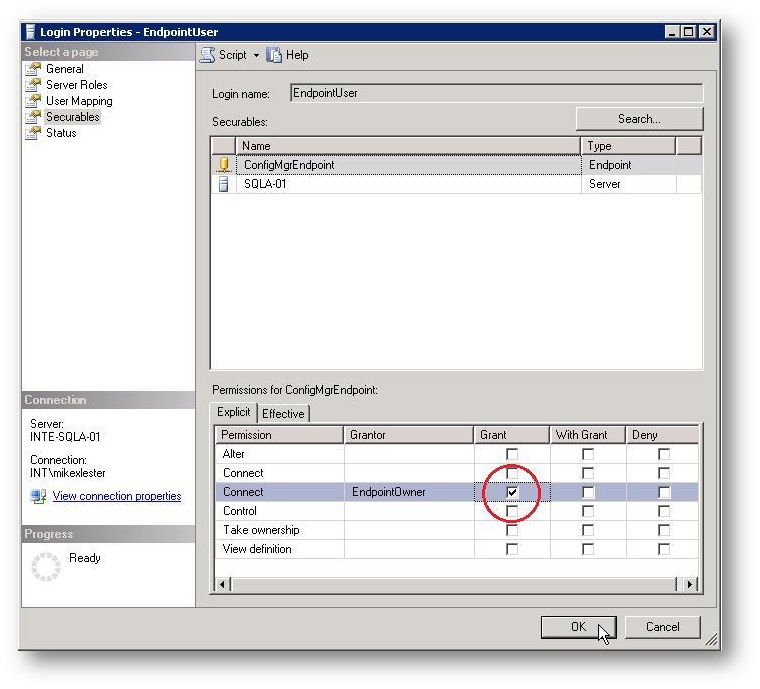 Login Properties - EndpointUser
Select a page
General
Server Roles
User Mapping
Securables
Status
Script Help
Login name: EndpointUser
Securables: Search...
Name Type
ConfigMgrEndpoint Endpoint
SQLA-01 Server
Permissions for ConfigMgrEndpoint:
Explicit Effective
Permission Grantor Grant With Grant Deny
Alter
Connect
Connect EndpointOwner
Control
Take ownership
View definition
Connection
Server:
INTE-SQLA-01
Connection:
INT\mikexlester
View connection properties
Progress
Ready
OK Cancel